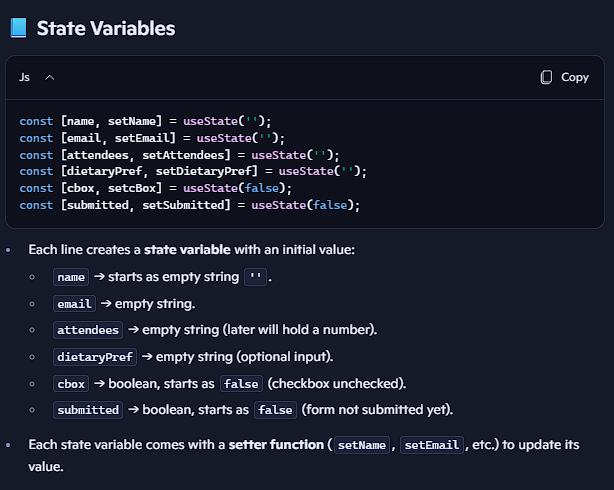 📘 State Variables
Js
Copy
const [name, setName] = useState('');
const [email, setEmail] = useState('');
const [attendees, setAttendees] = useState('');
const [dietaryPref, setDietaryPref] = useState('');
const [cbox, setcBox] = useState(false);
const [submitted, setSubmitted] = useState(false);
• Each line creates a state variable with an initial value:
○ name → starts as empty string ''.
○ email → empty string.
○ attendees → empty string (later will hold a number).
○ dietaryPref → empty string (optional input).
○ cbox → boolean, starts as false (checkbox unchecked).
○ submitted → boolean, starts as false (form not submitted yet).
• Each state variable comes with a setter function (setName, setEmail, etc.) to update its
value.